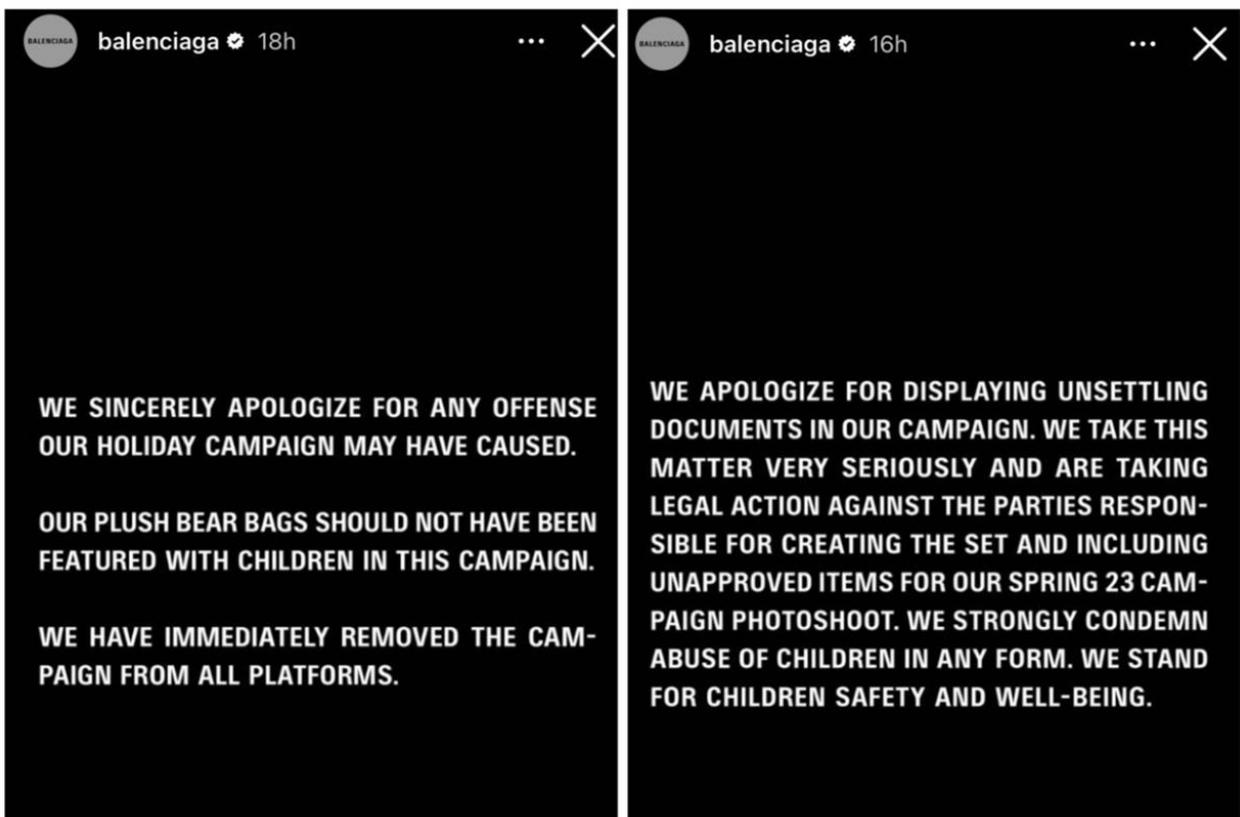 BALENCIAGA
balenciaga 18h
WE SINCERELY APOLOGIZE FOR ANY OFFENSE
OUR HOLIDAY CAMPAIGN MAY HAVE CAUSED.
OUR PLUSH BEAR BAGS SHOULD NOT HAVE BEEN
FEATURED WITH CHILDREN IN THIS CAMPAIGN.
WE HAVE IMMEDIATELY REMOVED THE CAM-
PAIGN FROM ALL PLATFORMS.
BALENCIAGA
balenciaga 16h
WE APOLOGIZE FOR DISPLAYING UNSETTLING
DOCUMENTS IN OUR CAMPAIGN. WE TAKE THIS
MATTER VERY SERIOUSLY AND ARE TAKING
LEGAL ACTION AGAINST THE PARTIES RESPON-
SIBLE FOR CREATING THE SET AND INCLUDING
UNAPPROVED ITEMS FOR OUR SPRING 23 CAM-
PAIGN PHOTOSHOOT. WE STRONGLY CONDEMN
ABUSE OF CHILDREN IN ANY FORM. WE STAND
FOR CHILDREN SAFETY AND WELL-BEING.